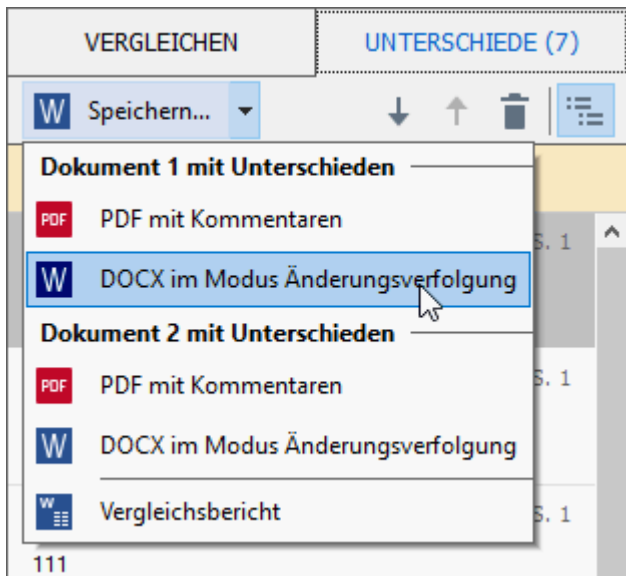 VERGLEICHEN UNTERSCHIEDE (7)
W Speichern...
Dokument 1 mit Unterschieden
PDF PDF mit Kommentaren
S. 1
W DOCX im Modus Änderungsverfolgung
Dokument 2 mit Unterschieden
PDF PDF mit Kommentaren
S. 1
W DOCX im Modus Änderungsverfolgung
W Vergleichsbericht
S. 1
111